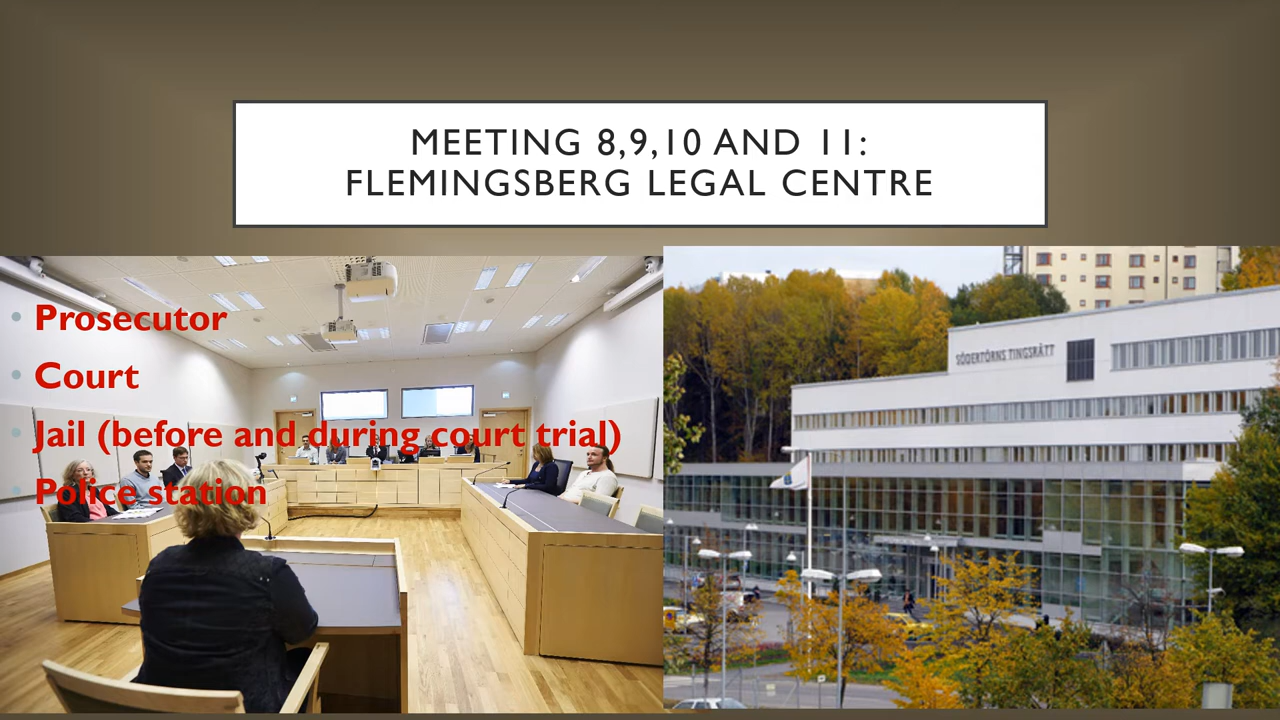 MEETING 8,9,10 AND 11:
FLEMINGSBERG LEGAL CENTRE
• Prosecutor
• Court
• Jail (before and during court trial)
• Police station
SÖDERTÖRNS TINGSRÄTT